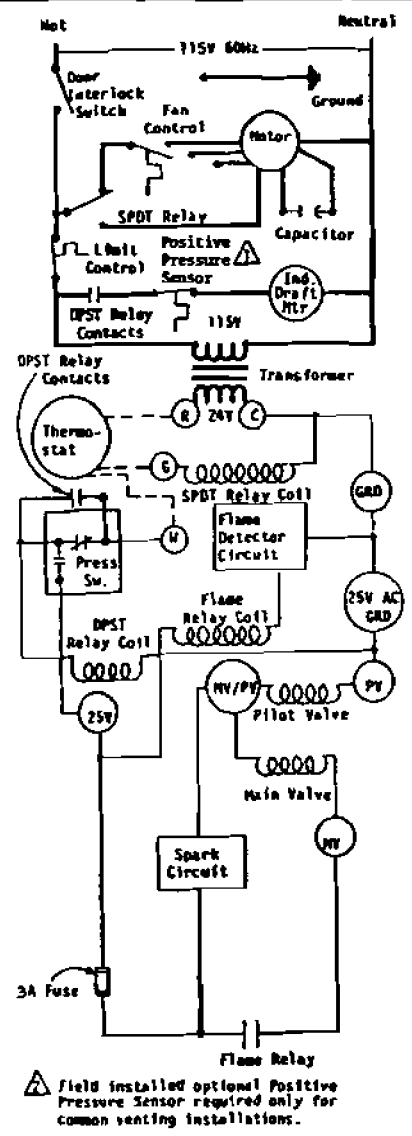 Hot
Neutral
115V 60Hz
Door
Interlock
Switch
Ground
Fan
Control
Motor
SPDT Relay
Capacitor
Limit
Control
Positive
Pressure
Sensor
Ind.
Draft
Mtr
DPST Relay
Contacts
115V
DPST Relay
Contacts
Transformer
R
24V
C
Thermo-
stat
G
SPDT Relay Coil
GRD
W
Flame
Detector
Circuit
Press
Sw.
25V AC
GRD
Flame
Relay Coil
DPST
Relay Coil
MV/PV
PV
Pilot Valve
25V
Main Valve
MV
Spark
Circuit
3A Fuse
Flame Relay
Field installed optional Positive
Pressure Sensor required only for
common venting installations.